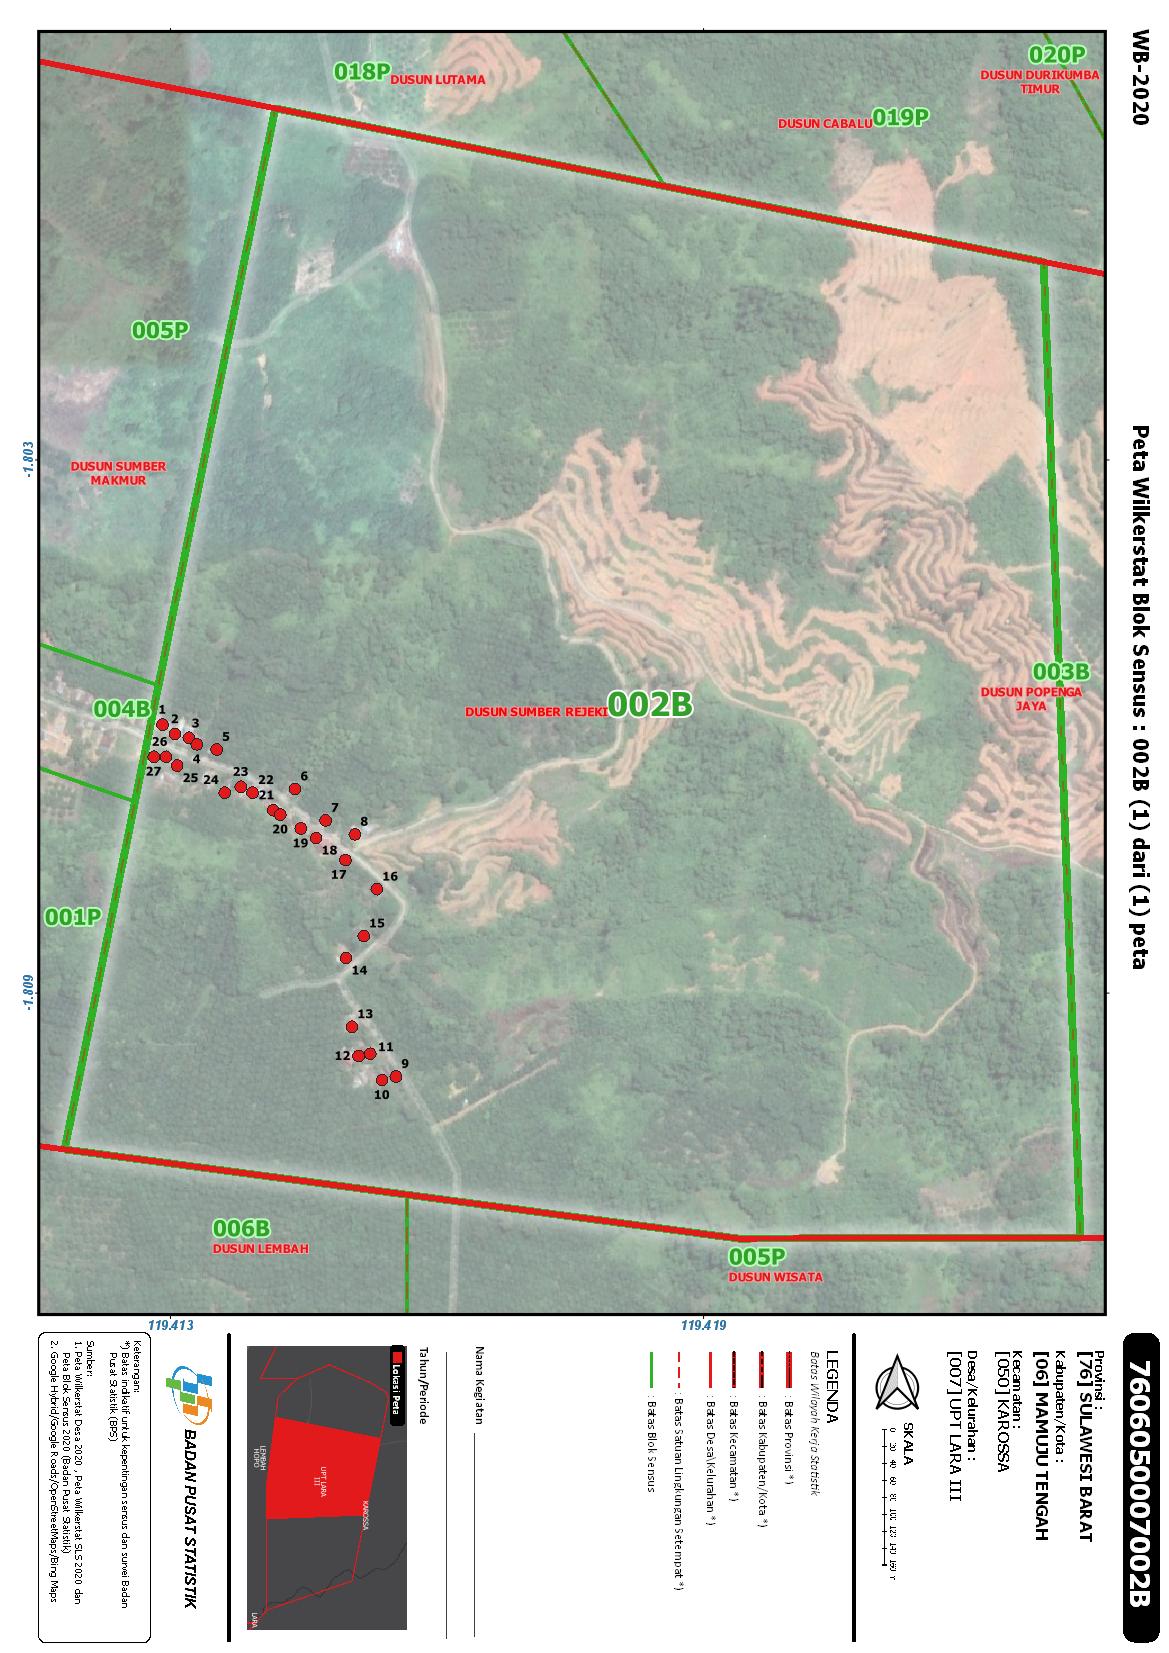 WB-2020
Peta Wilkerstat Blok Sensus : 002B (1) dari (1) peta
7606050007002B
018P
DUSUN LUTAMA
020P
DUSUN DURIKUMBA
TIMUR
DUSUN CABALU
019P
005P
DUSUN SUMBER
MAKMUR
003B
DUSUN POPENGA
JAYA
004B
DUSUN SUMBER REJEKI
002B
1
2
3
4
5
26
27
25
24
23
22
21
6
20
7
19
18
8
17
16
15
14
13
12
11
9
10
001P
006B
DUSUN LEMBAH
005P
DUSUN WISATA
-1.803
-1.809
119.413
119.419
Provinsi :
[76] SULAWESI BARAT
Kabupaten/Kota :
[06] MAMUJU TENGAH
Kecamatan :
[050] KAROSSA
Desa/Kelurahan :
[007] UPT LARA III
SKALA
0 20 40 60 80 100 120 140 160
LEGENDA
Batas Wilayah Kerja Statistik
: Batas Provinsi *)
: Batas Kabupaten/Kota *)
: Batas Kecamatan *)
: Batas Desa\Kelurahan *)
: Batas Satuan Lingkungan Setempat *)
: Batas Blok Sensus
Nama Kegiatan
Tahun/Periode
Lokasi Peta
KAROSSA
UPT LARA
III
LEMBAH
HOPO
LARA
BADAN PUSAT STATISTIK
Keterangan:
*) Batas indikatif untuk kepentingan sensus dan survei Badan
Pusat Statistik (BPS)
Sumber:
1. Peta Wilkerstat Desa 2020 , Peta Wilkerstat SLS 2020 dan
Peta Blok Sensus 2020 (Badan Pusat Statistik)
2. Google Hybrid/Google Roads/OpenStreetMaps/Bing Maps